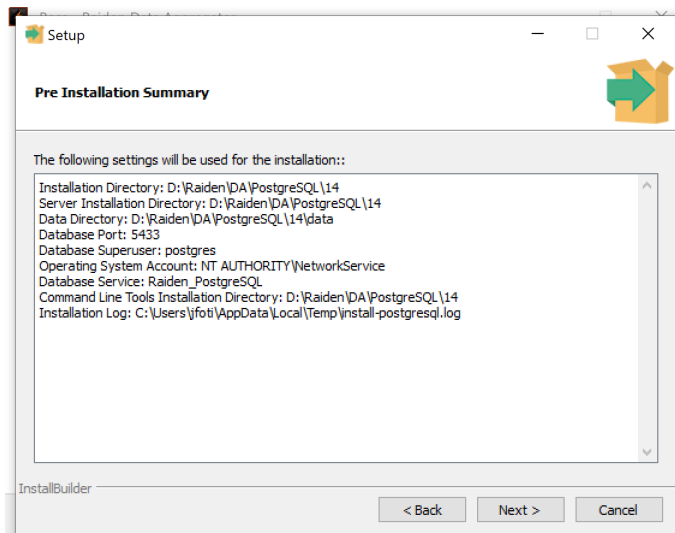 Setup
Pre Installation Summary
The following settings will be used for the installation::
Installation Directory: D:\Raiden\DA\PostgreSQL\14
Server Installation Directory: D:\Raiden\DA\PostgreSQL\14
Data Directory: D:\Raiden\DA\PostgreSQL\14\data
Database Port: 5433
Database Superuser: postgres
Operating System Account: NT AUTHORITY\NetworkService
Database Service: Raiden_PostgreSQL
Command Line Tools Installation Directory: D:\Raiden\DA\PostgreSQL\14
Installation Log: C:\Users\jfoti\AppData\Local\Temp\install-postgresql.log
InstallBuilder
< Back
Next >
Cancel